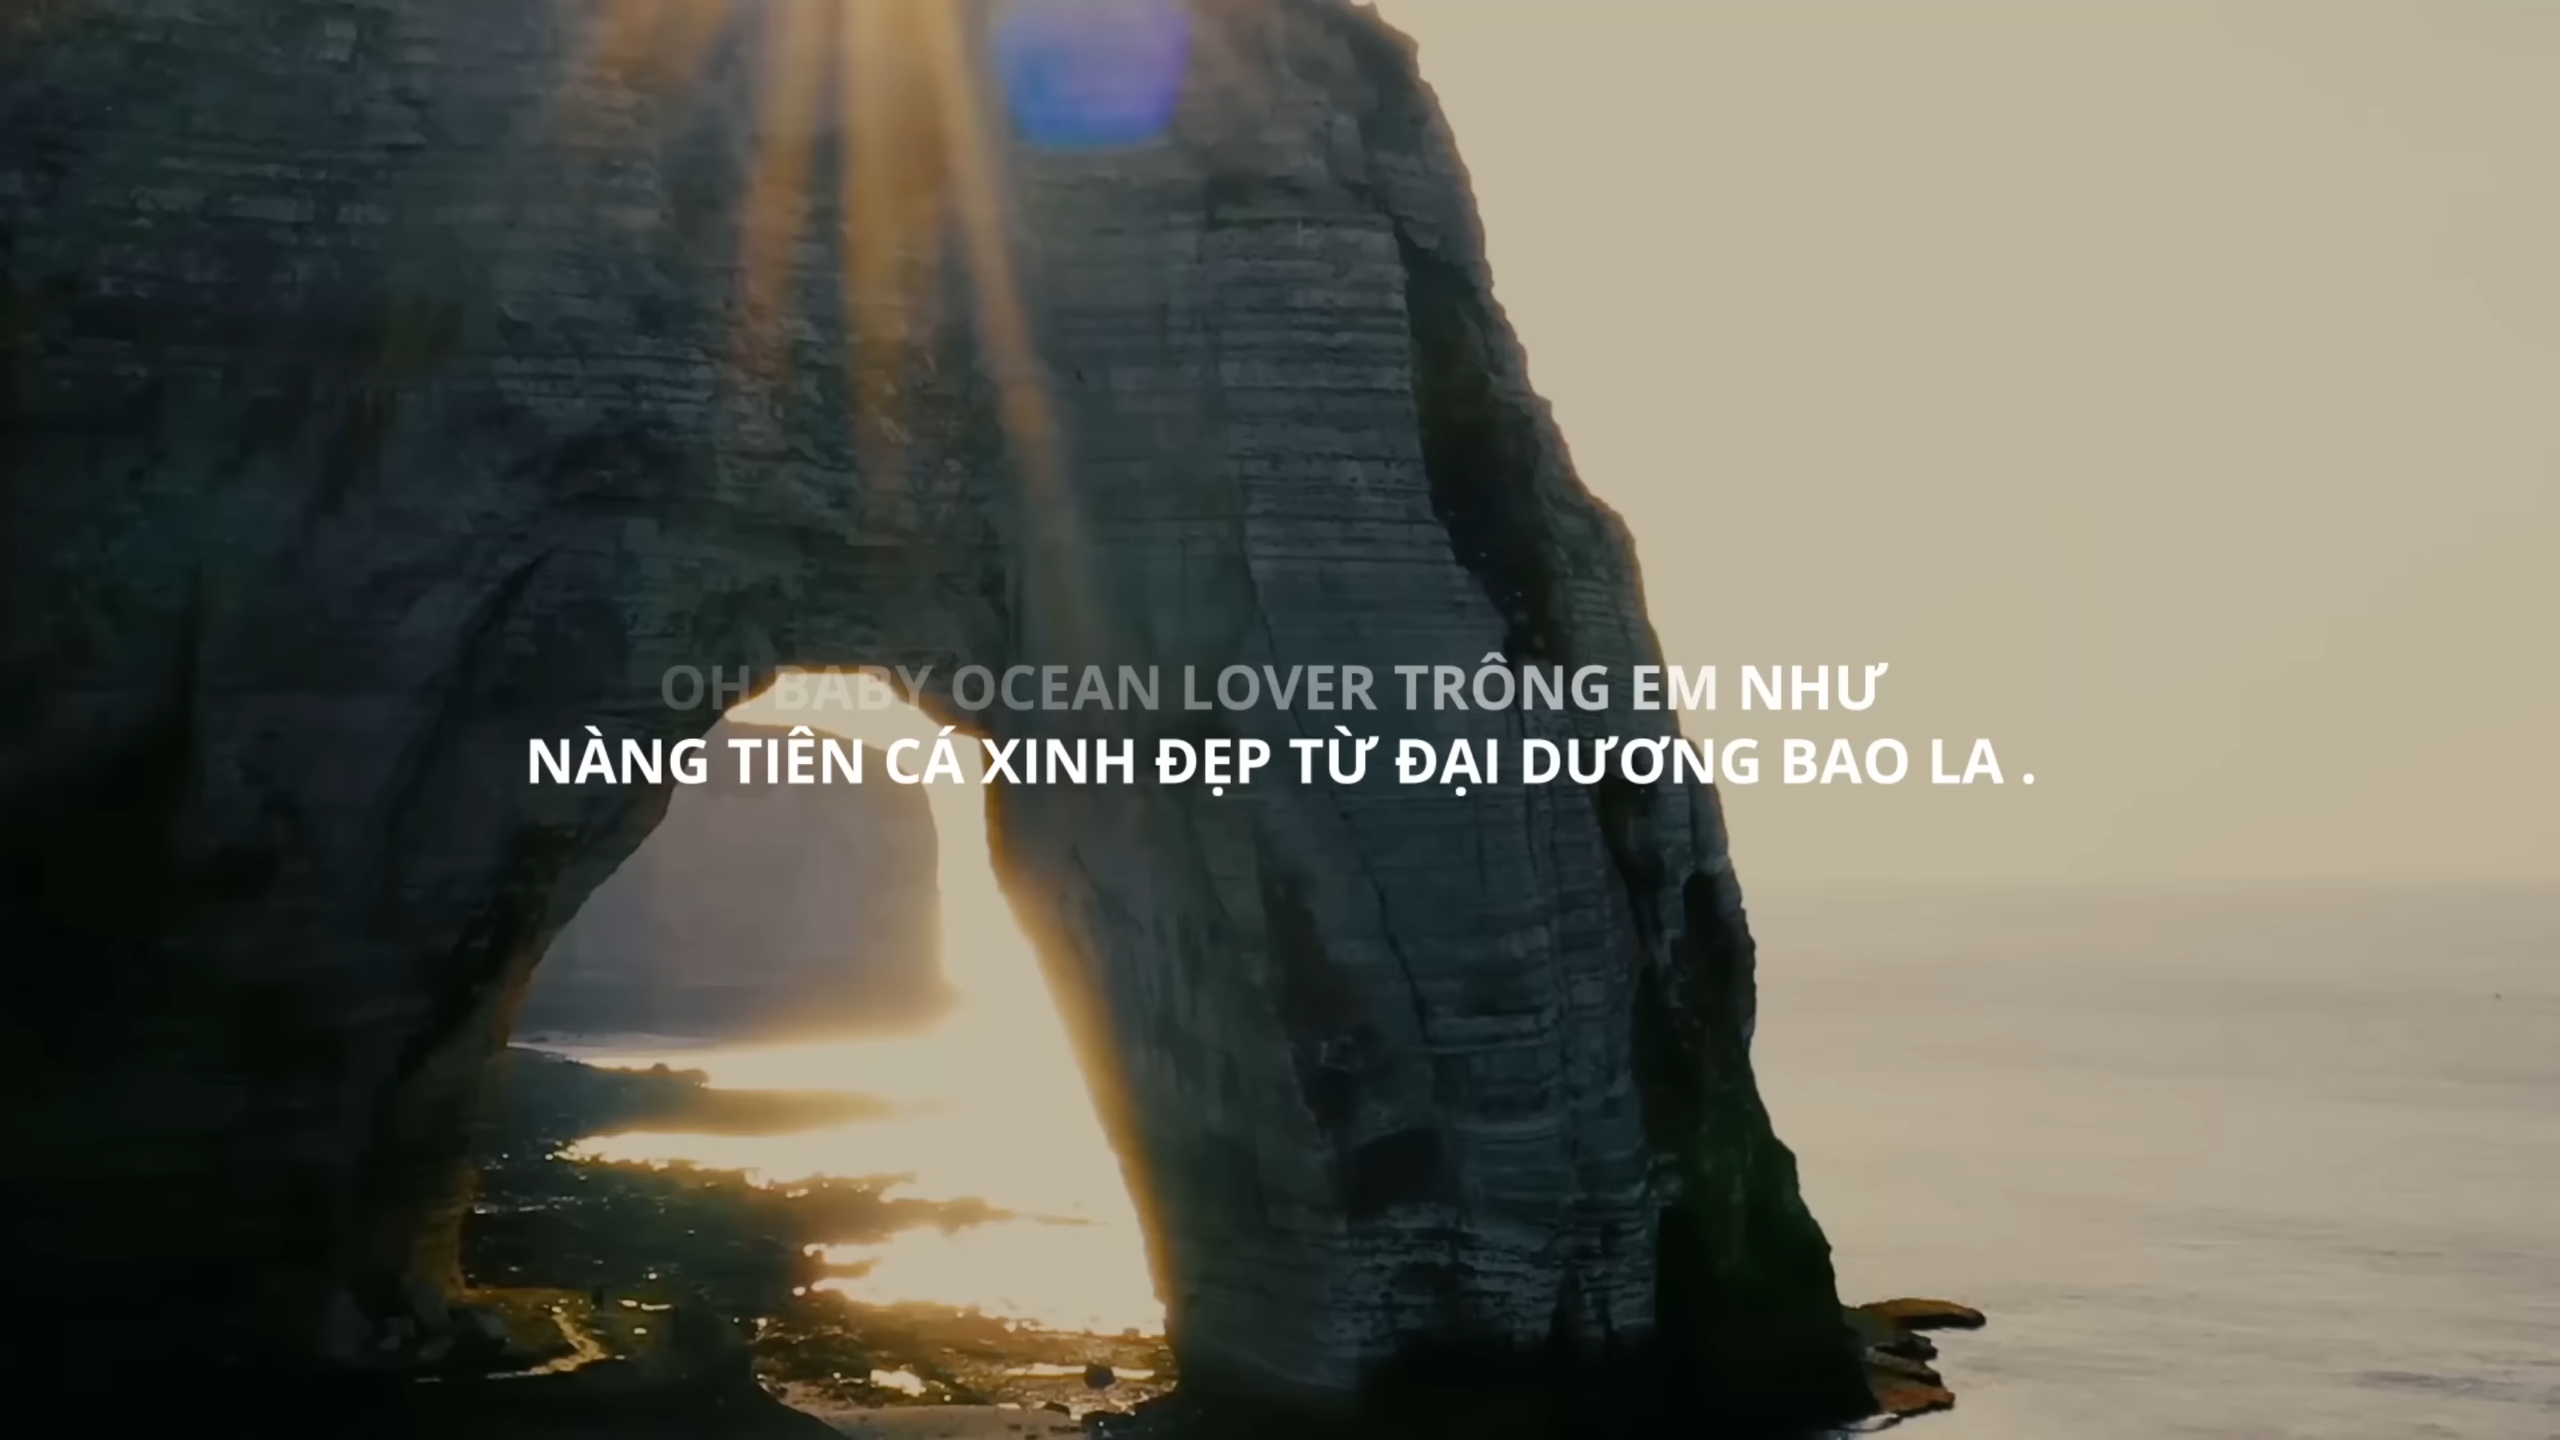 OH BABY OCEAN LOVER TRÔNG EM NHƯ
NÀNG TIÊN CÁ XINH ĐẸP TỪ ĐẠI DƯƠNG BAO LA .